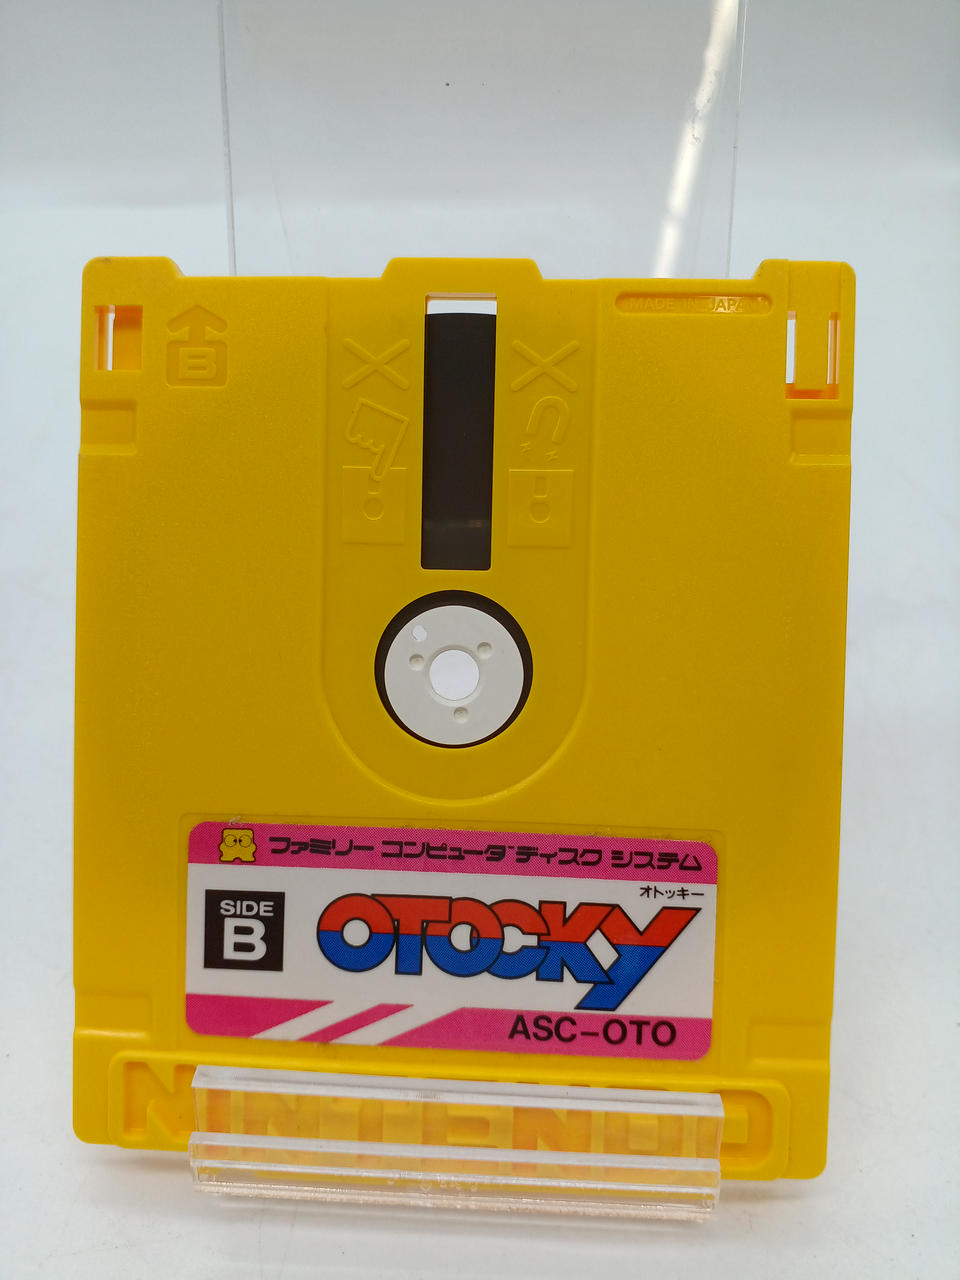 B
MADE IN JAPAN
ファミリー コンピュータ ディスク システム
オトッキー
SIDE
B
OTOCKY
ASC-OTO
NINTENDO